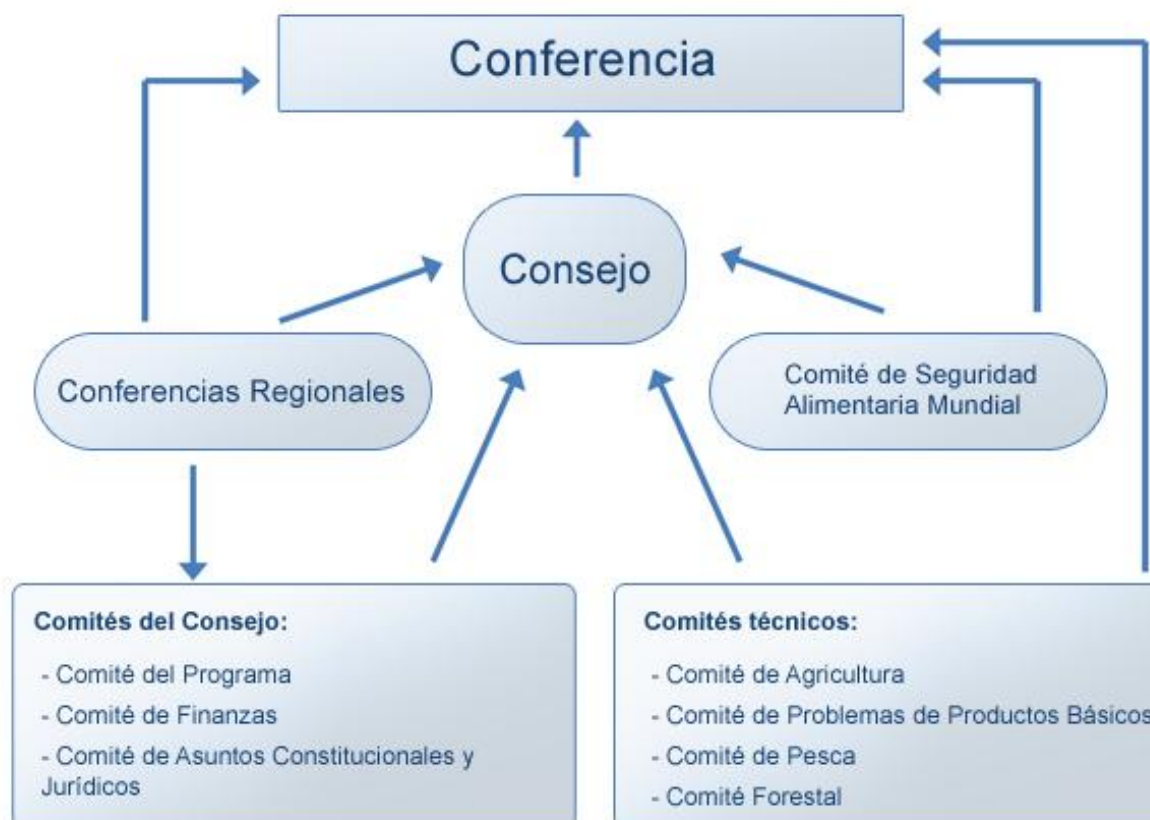 Conferencia
Consejo
Conferencias Regionales
Comité de Seguridad
Alimentaria Mundial
Comités del Consejo:
- Comité del Programa
- Comité de Finanzas
- Comité de Asuntos Constitucionales y
Jurídicos
Comités técnicos:
- Comité de Agricultura
- Comité de Problemas de Productos Básicos
- Comité de Pesca
- Comité Forestal